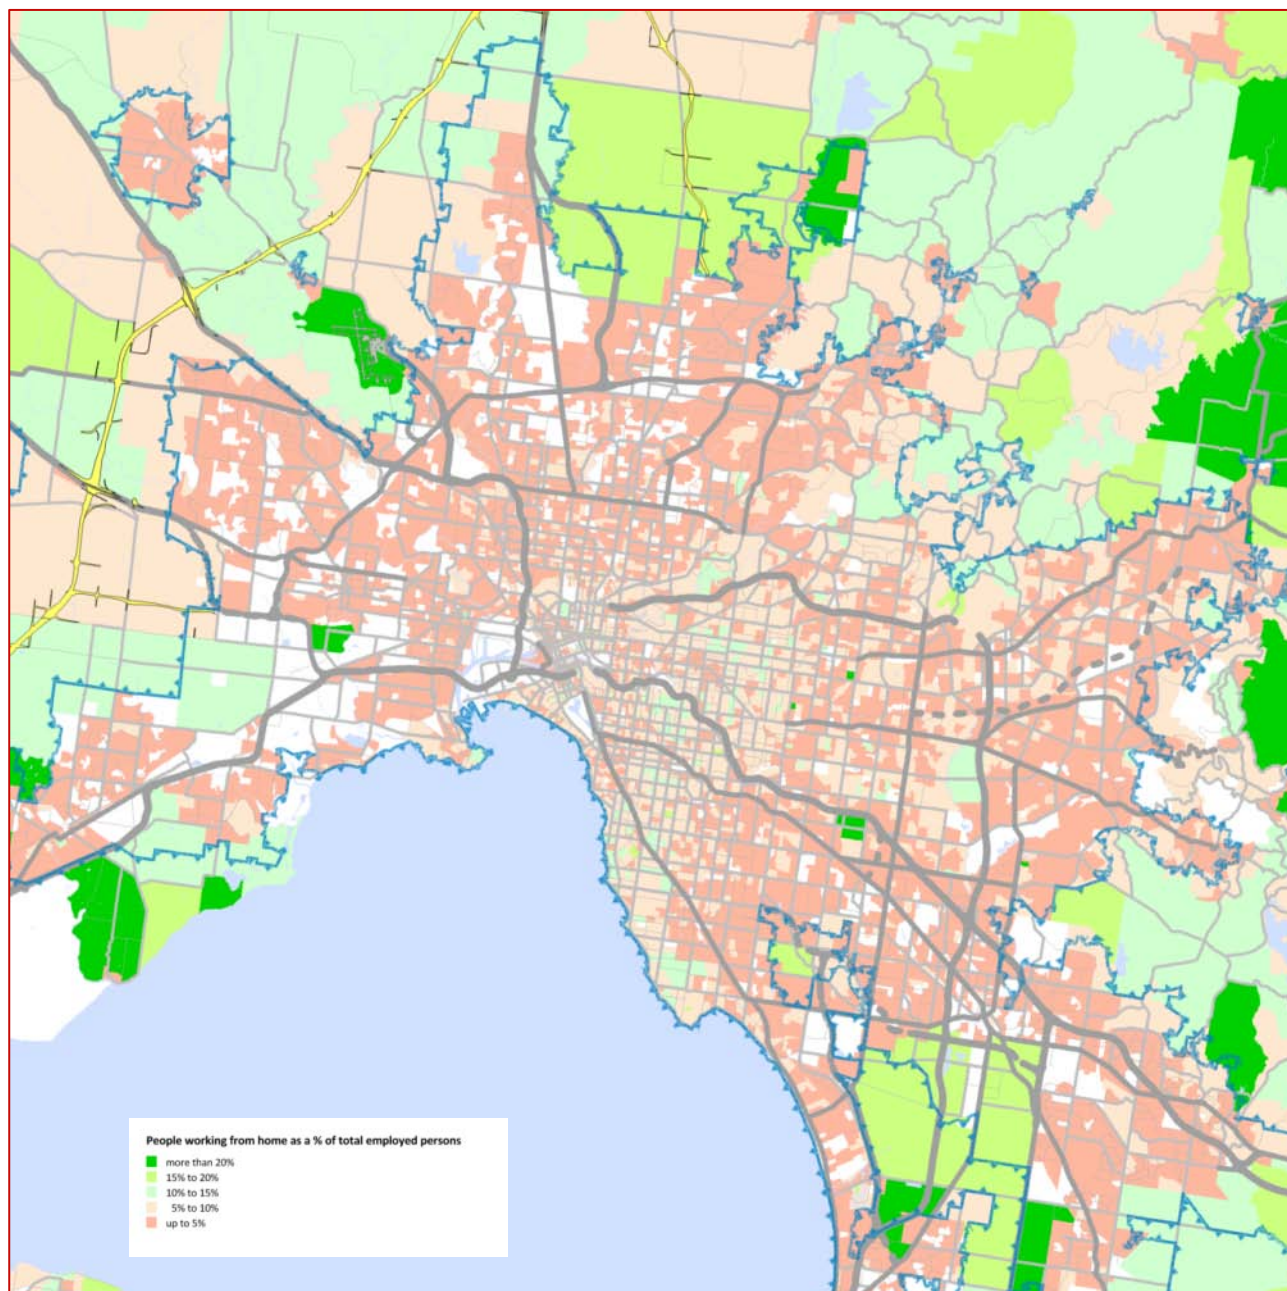 People working from home as a % of total employed persons
more than 20%
15% to 20%
10% to 15%
5% to 10%
up to 5%